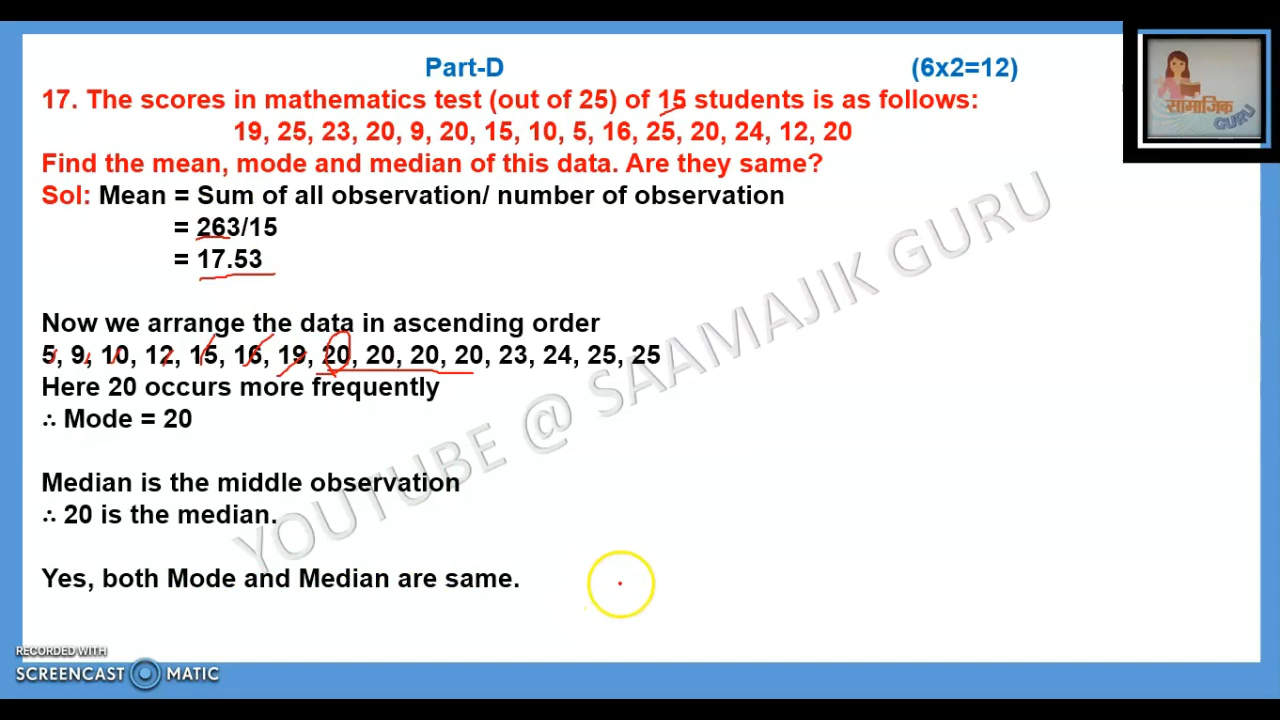 Part-D (6x2=12)
17. The scores in mathematics test (out of 25) of 15 students is as follows:
19, 25, 23, 20, 9, 20, 15, 10, 5, 16, 25, 20, 24, 12, 20
Find the mean, mode and median of this data. Are they same?
Sol: Mean = Sum of all observation/ number of observation
= 263/15
= 17.53
Now we arrange the data in ascending order
5, 9, 10, 12, 15, 16, 19, 20, 20, 20, 20, 23, 24, 25, 25
Here 20 occurs more frequently
∴ Mode = 20
Median is the middle observation
∴ 20 is the median.
Yes, both Mode and Median are same.
YOUTUBE @ SAAMAJIK GURU
सामाजिक
GURU
RECORDED WITH
SCREENCAST MATIC